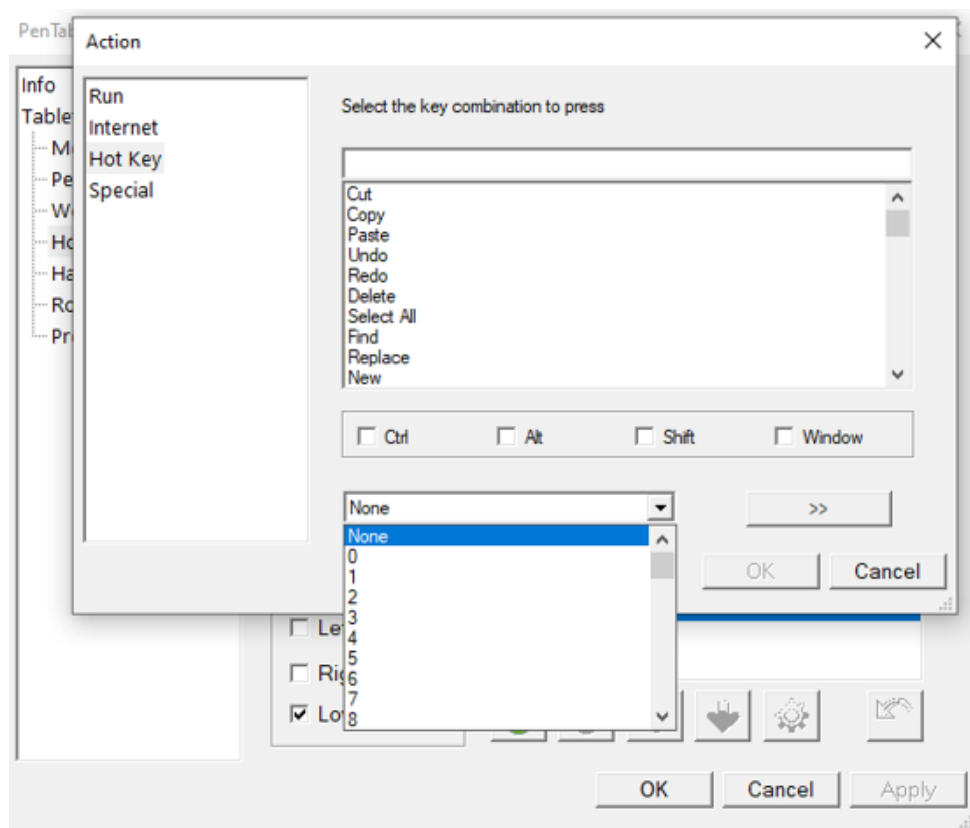 PenTab
Action
Info
Table
Run
Internet
Hot Key
Special
Select the key combination to press
Cut
Copy
Paste
Undo
Redo
Delete
Select All
Find
Replace
New
Ctrl
Alt
Shift
Window
None
>>
None
0
1
2
3
4
5
6
7
8
OK
Cancel
OK
Cancel
Apply